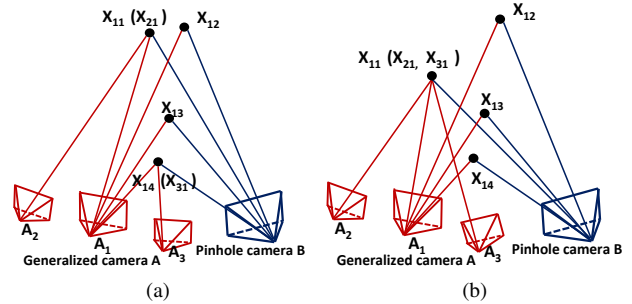 X11 (X21)
X12
X13
X14 (X31)
A2
A1
A3
Pinhole camera B
Generalized camera A
(a)
X12
X11 (X21, X31 )
X13
X14
A2
A1
A3
Pinhole camera B
Generalized camera A
(b)